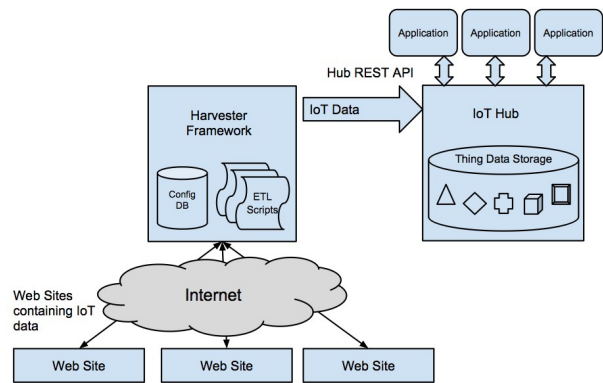 Application
Application
Application
Hub REST API
Harvester
Framework
IoT Data
IoT Hub
Thing Data Storage
Config
DB
ETL
Scripts
Internet
Web Sites
containing IoT
data
Web Site
Web Site
Web Site